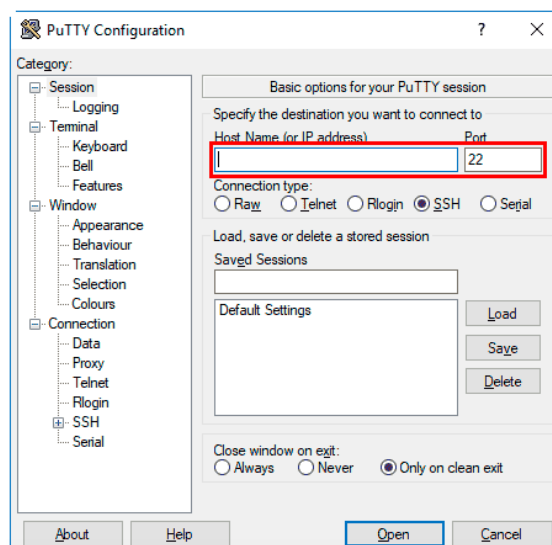 PuTTY Configuration
? ×
Category:
Session
Logging
Terminal
Keyboard
Bell
Features
Window
Appearance
Behaviour
Translation
Selection
Colours
Connection
Data
Proxy
Telnet
Rlogin
SSH
Serial
Basic options for your PuTTY session
Specify the destination you want to connect to
Host Name (or IP address) Port
22
Connection type:
Raw Telnet Rlogin SSH Serial
Load, save or delete a stored session
Saved Sessions
Default Settings
Load
Save
Delete
Close window on exit:
Always Never Only on clean exit
About Help Open Cancel